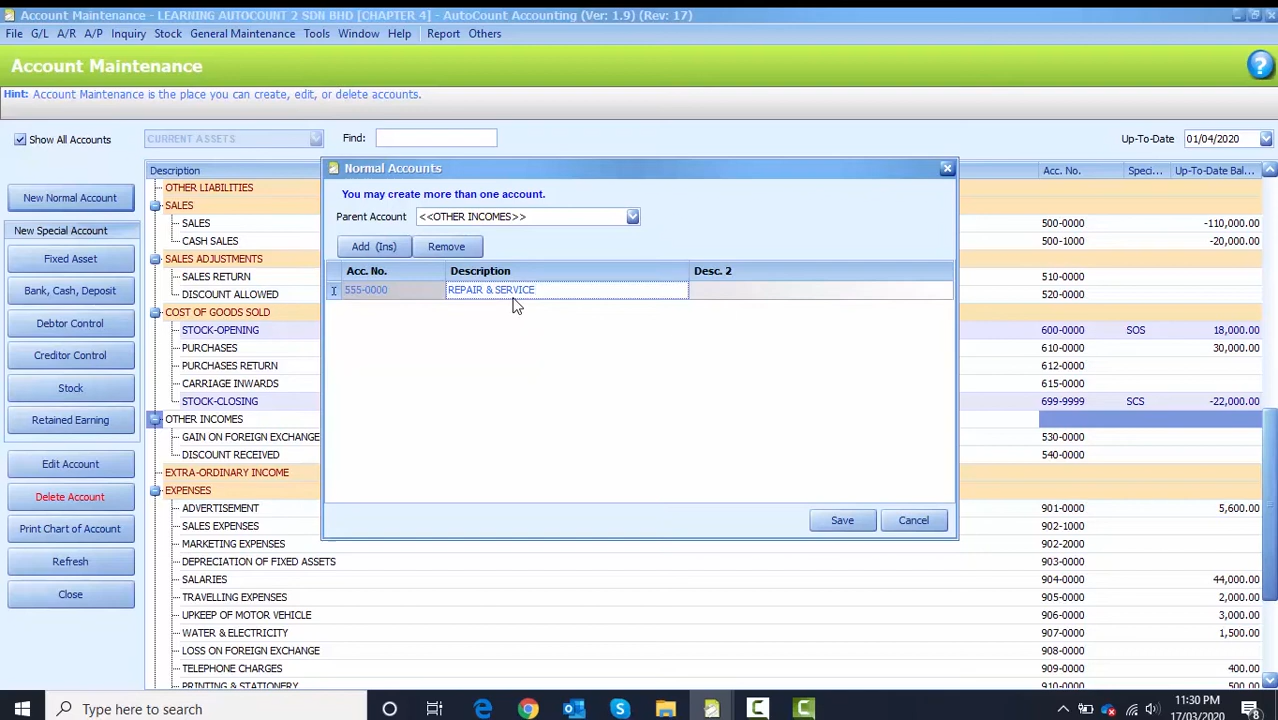 Account Maintenance - LEARNING AUTOCOUNT 2 SDN BHD [CHAPTER 4] - AutoCount Accounting (Ver: 1.9) (Rev: 17)
File G/L A/R A/P Inquiry Stock General Maintenance Tools Window Help Report Others
Account Maintenance
Hint: Account Maintenance is the place you can create, edit, or delete accounts.
Show All Accounts CURRENT ASSETS Find: Up-To-Date 01/04/2020
Description Acc. No. Speci... Up-To-Date Bal...
New Normal Account
New Special Account
Fixed Asset
Bank, Cash, Deposit
Debtor Control
Creditor Control
Stock
Retained Earning
Edit Account
Delete Account
Print Chart of Account
Refresh
Close
Normal Accounts
You may create more than one account.
Parent Account <<OTHER INCOMES>>
Add (Ins) Remove
Acc. No. Description Desc. 2
555-0000 REPAIR & SERVICE
Save Cancel
OTHER LIABILITIES
SALES
SALES 500-0000 -110,000.00
CASH SALES 500-1000 -20,000.00
SALES ADJUSTMENTS
SALES RETURN 510-0000
DISCOUNT ALLOWED 520-0000
COST OF GOODS SOLD
STOCK-OPENING 600-0000 SOS 18,000.00
PURCHASES 610-0000 30,000.00
PURCHASES RETURN 612-0000
CARRIAGE INWARDS 615-0000
STOCK-CLOSING 699-9999 SCS -22,000.00
OTHER INCOMES
GAIN ON FOREIGN EXCHANGE 530-0000
DISCOUNT RECEIVED 540-0000
EXTRA-ORDINARY INCOME
EXPENSES
ADVERTISEMENT 901-0000 5,600.00
SALES EXPENSES 902-1000
MARKETING EXPENSES 902-2000
DEPRECIATION OF FIXED ASSETS 903-0000
SALARIES 904-0000 44,000.00
TRAVELLING EXPENSES 905-0000 2,000.00
UPKEEP OF MOTOR VEHICLE 906-0000 3,000.00
WATER & ELECTRICITY 907-0000 1,500.00
LOSS ON FOREIGN EXCHANGE 908-0000
TELEPHONE CHARGES 909-0000 400.00
PRINTING & STATIONERY 910-0000 500.00
Type here to search
11:30 PM
17/03/2020
8